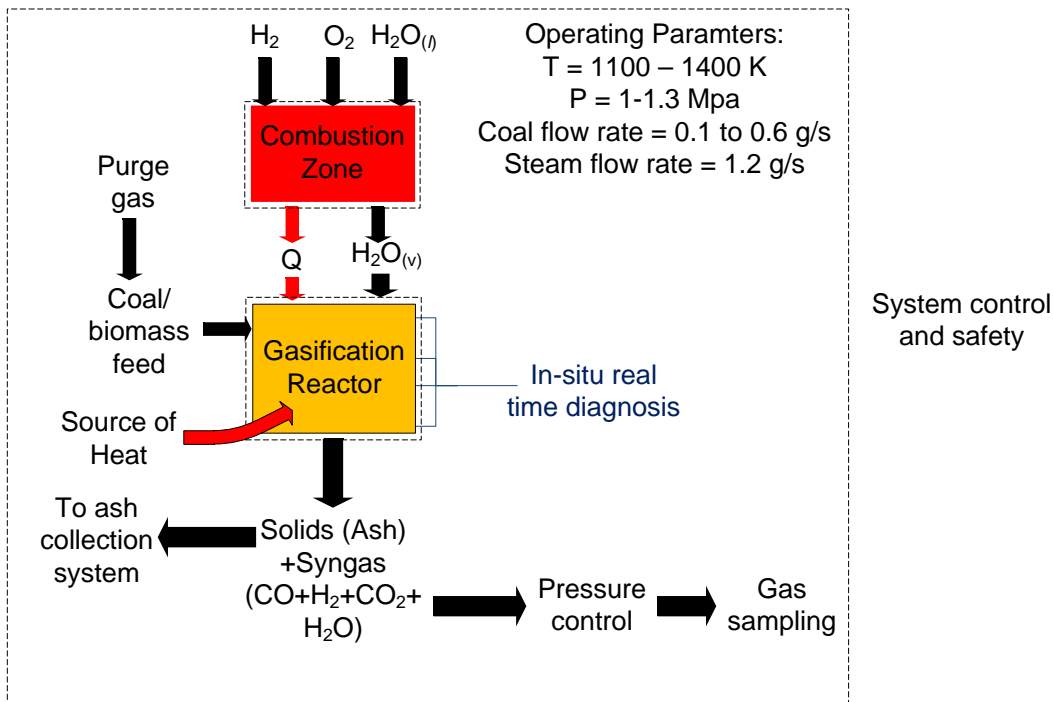 H₂ O₂ H₂O₍l₎
Operating Paramters:
T = 1100 – 1400 K
P = 1-1.3 Mpa
Coal flow rate = 0.1 to 0.6 g/s
Steam flow rate = 1.2 g/s
Combustion
Zone
Purge
gas
Q H₂O₍v₎
Coal/
biomass
feed
Gasification
Reactor
In-situ real
time diagnosis
System control
and safety
Source of
Heat
To ash
collection
system
Solids (Ash)
+Syngas
(CO+H₂+CO₂+
H₂O)
Pressure
control
Gas
sampling